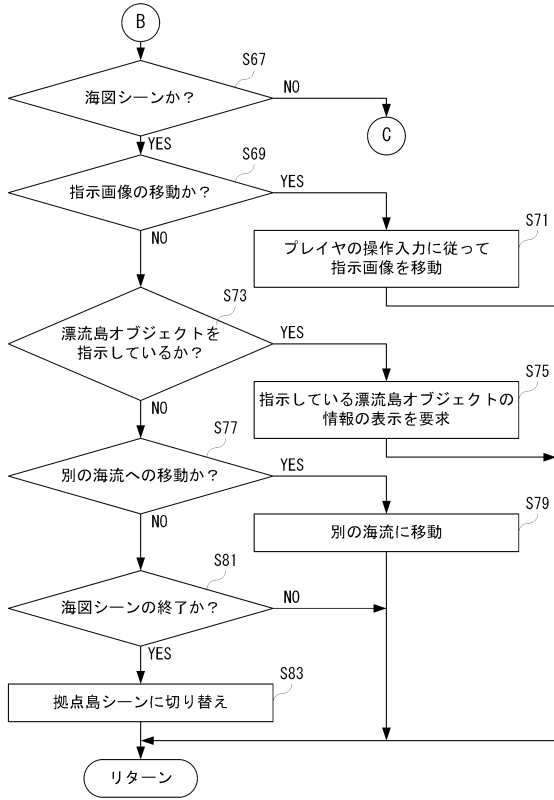 B
S67
海図シーンか？
NO
C
YES
S69
指示画像の移動か？
YES
S71
プレイヤの操作入力に従って
指示画像を移動
NO
S73
漂流島オブジェクトを
指示しているか？
YES
S75
指示している漂流島オブジェクトの
情報の表示を要求
NO
S77
別の海流への移動か？
YES
S79
別の海流に移動
NO
S81
海図シーンの終了か？
NO
YES
S83
拠点島シーンに切り替え
リターン